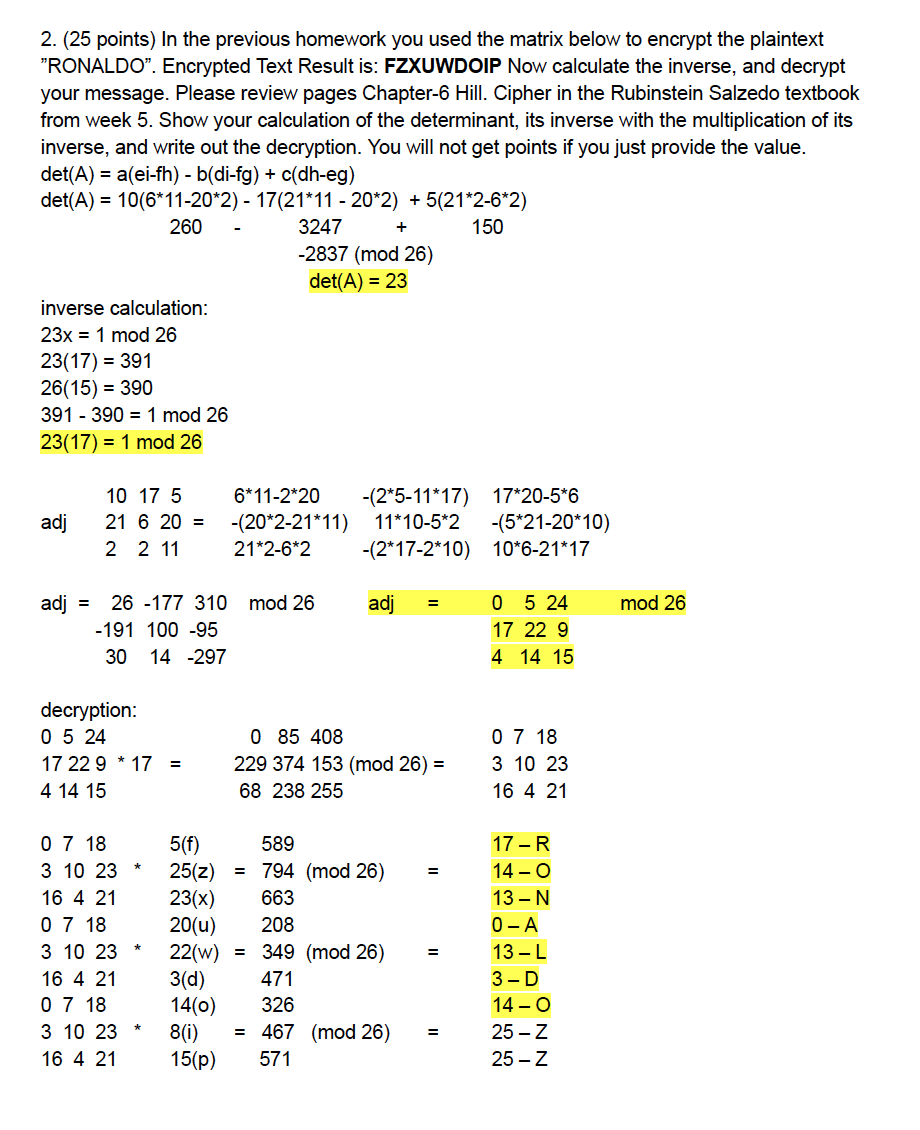 2. (25 points) In the previous homework you used the matrix below to encrypt the plaintext
”RONALDO”. Encrypted Text Result is: FZXUWDOIP Now calculate the inverse, and decrypt
your message. Please review pages Chapter-6 Hill. Cipher in the Rubinstein Salzedo textbook
from week 5. Show your calculation of the determinant, its inverse with the multiplication of its
inverse, and write out the decryption. You will not get points if you just provide the value.
det(A) = a(ei-fh) - b(di-fg) + c(dh-eg)
det(A) = 10(6*11-20*2) - 17(21*11 - 20*2) + 5(21*2-6*2)
260 - 3247 + 150
-2837 (mod 26)
det(A) = 23
inverse calculation:
23x = 1 mod 26
23(17) = 391
26(15) = 390
391 - 390 = 1 mod 26
23(17) = 1 mod 26
10 17 5 6*11-2*20 -(2*5-11*17) 17*20-5*6
adj 21 6 20 = -(20*2-21*11) 11*10-5*2 -(5*21-20*10)
2 2 11 21*2-6*2 -(2*17-2*10) 10*6-21*17
adj = 26 -177 310 mod 26 adj = 0 5 24 mod 26
-191 100 -95 17 22 9
30 14 -297 4 14 15
decryption:
0 5 24 0 85 408 0 7 18
17 22 9 * 17 = 229 374 153 (mod 26) = 3 10 23
4 14 15 68 238 255 16 4 21
0 7 18 5(f) 589 17 – R
3 10 23 * 25(z) = 794 (mod 26) = 14 – O
16 4 21 23(x) 663 13 – N
0 7 18 20(u) 208 0 – A
3 10 23 * 22(w) = 349 (mod 26) = 13 – L
16 4 21 3(d) 471 3 – D
0 7 18 14(o) 326 14 – O
3 10 23 * 8(i) = 467 (mod 26) = 25 – Z
16 4 21 15(p) 571 25 – Z